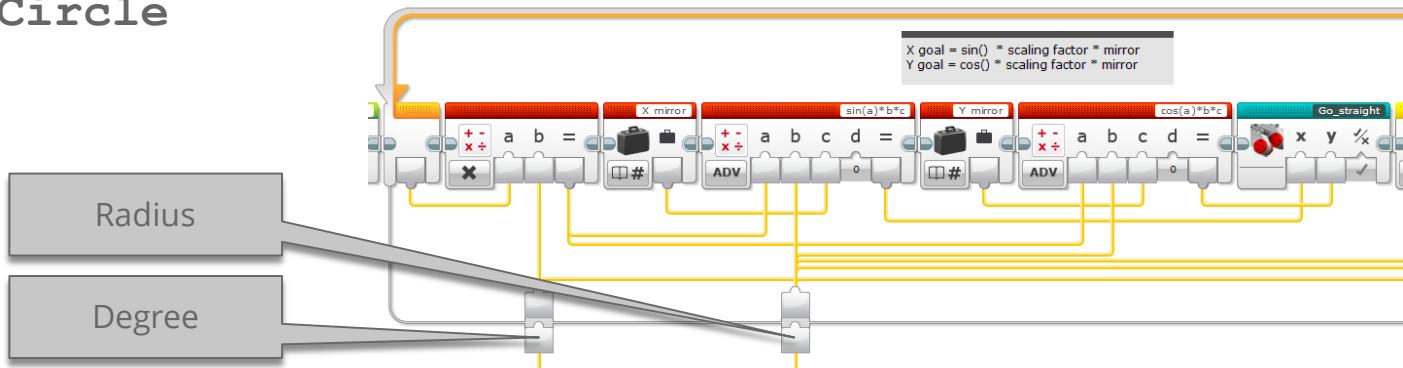 Circle
X goal = sin()  * scaling factor * mirror
Y goal = cos() * scaling factor * mirror
X mirror
sin(a)*b*c
Y mirror
cos(a)*b*c
Go_straight
a b =
a b c d =
a b c d =
x y
#
ADV
0
#
ADV
0
Radius
Degree